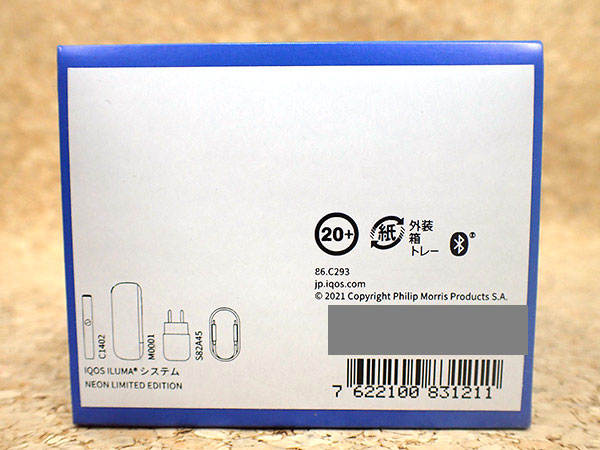 20+
紙
外装
箱
トレー
86.C293
jp.iqos.com
© 2021 Copyright Philip Morris Products S.A.
C1402
M0001
S82A45
IQOS ILUMA® システム
NEON LIMITED EDITION
7 622100 831211